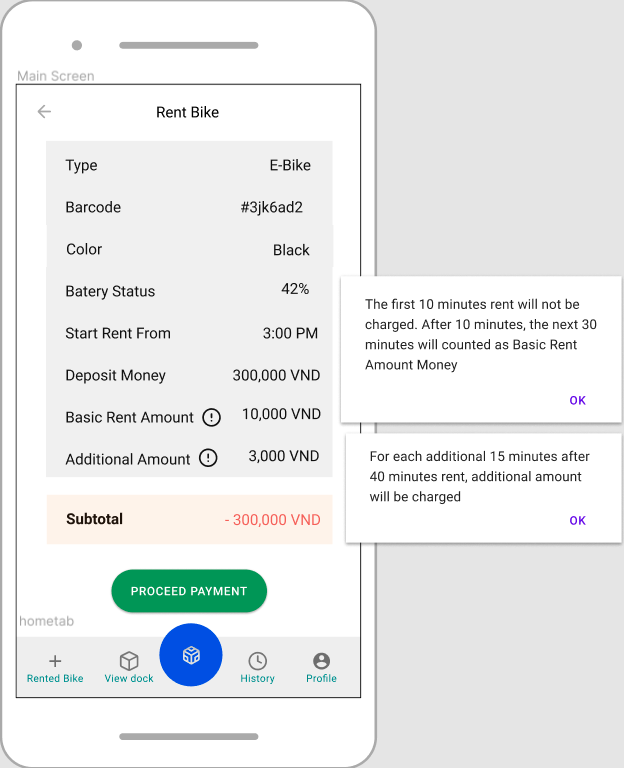 Main Screen
Rent Bike
Type E-Bike
Barcode #3jk6ad2
Color Black
Batery Status 42%
Start Rent From 3:00 PM
Deposit Money 300,000 VND
Basic Rent Amount 10,000 VND
Additional Amount 3,000 VND
Subtotal - 300,000 VND
PROCEED PAYMENT
hometab
Rented Bike View dock History Profile
The first 10 minutes rent will not be
charged. After 10 minutes, the next 30
minutes will counted as Basic Rent
Amount Money
OK
For each additional 15 minutes after
40 minutes rent, additional amount
will be charged
OK